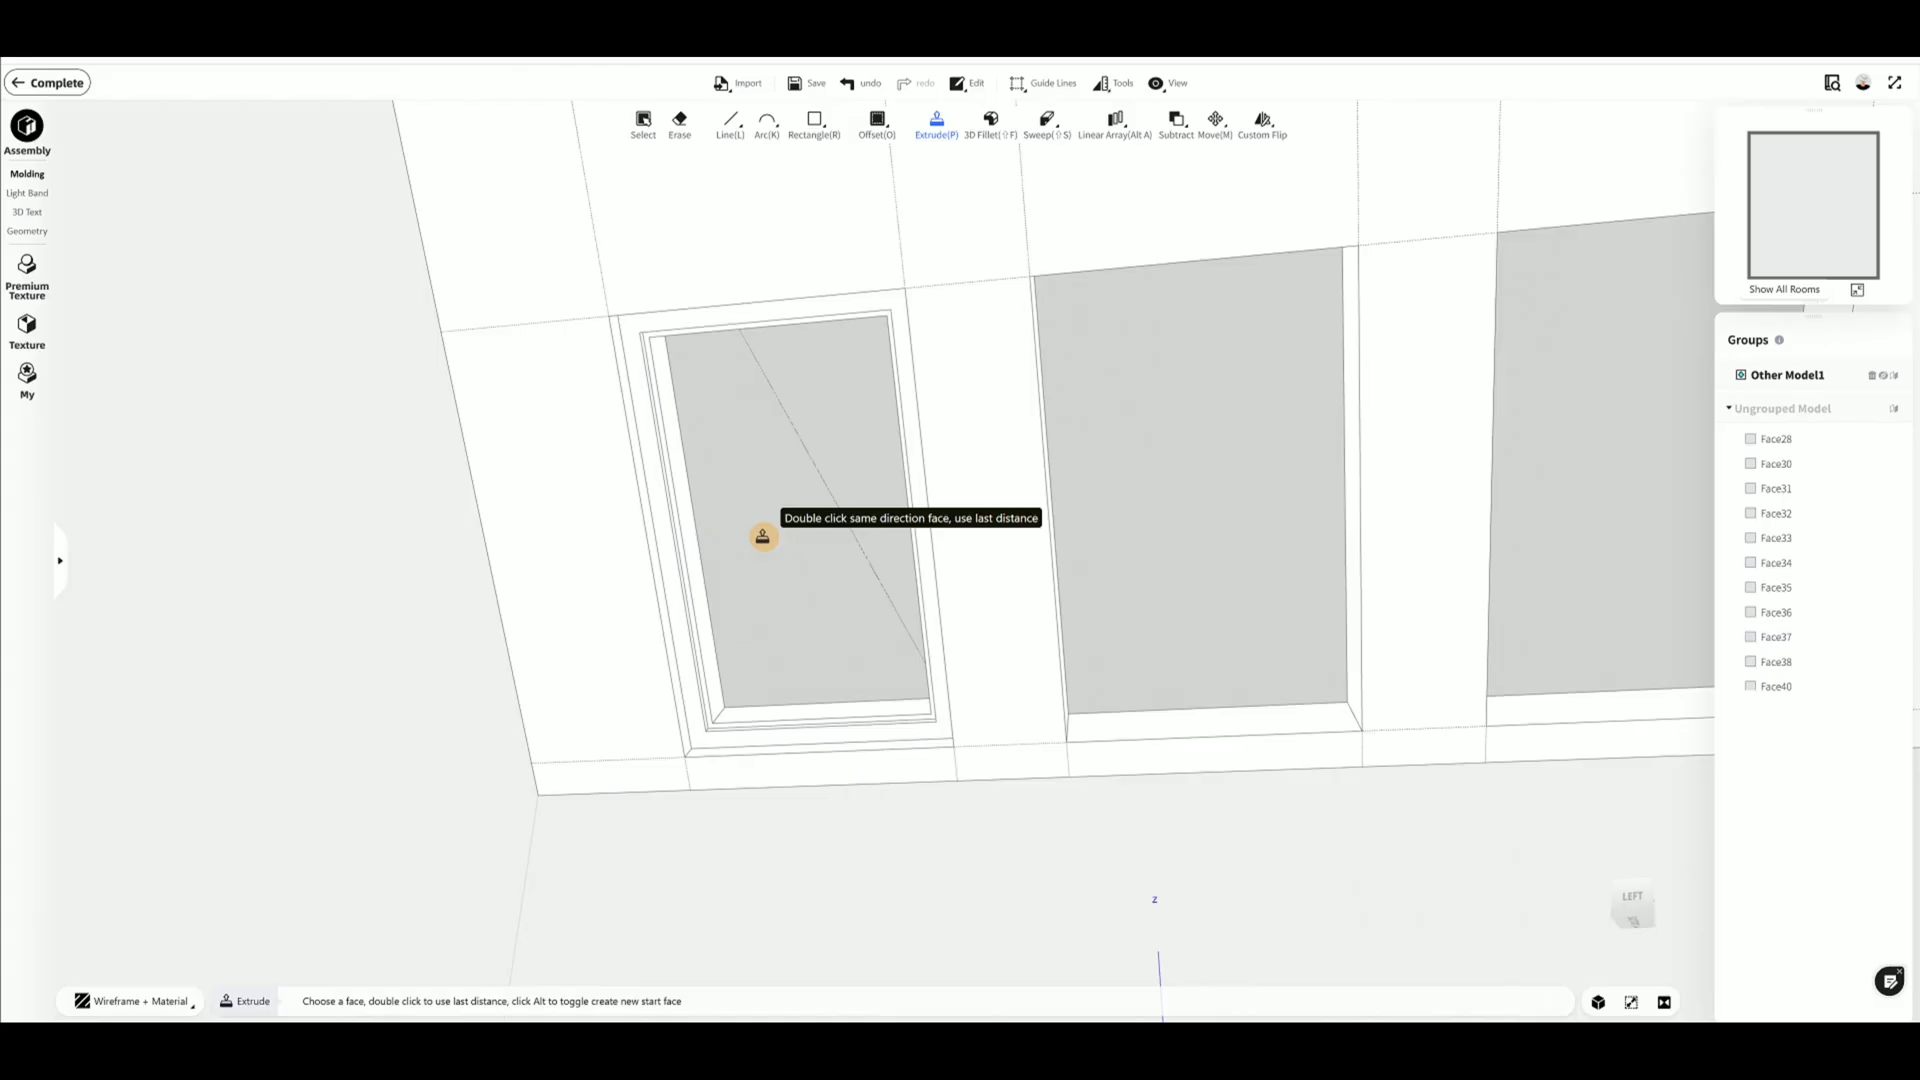 Complete
Import
Save
undo
redo
Edit
Guide Lines
Tools
View
Select
Erase
Line(L)
Arc(K)
Rectangle(R)
Offset(O)
Extrude(P)
3D Fillet(⇧F)
Sweep(⇧S)
Linear Array(Alt A)
Subtract
Move(M)
Custom Flip
Assembly
Molding
Light Band
3D Text
Geometry
Premium
Texture
Texture
My
Show All Rooms
Groups
Other Model1
Ungrouped Model
Face28
Face30
Face31
Face32
Face33
Face34
Face35
Face36
Face37
Face38
Face40
Double click same direction face, use last distance
Z
LEFT
Wireframe + Material
Extrude
Choose a face, double click to use last distance, click Alt to toggle create new start face